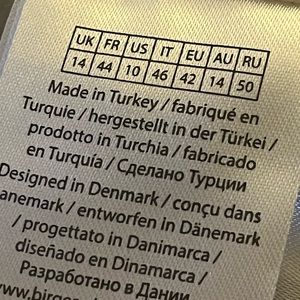 UK FR US IT EU AU RU
14 44 10 46 42 14 50
Made in Turkey / fabriqué en
Turquie / hergestellt in der Türkei /
prodotto in Turchia / fabricado
en Turquía / Сделано Турции
Designed in Denmark / conçu dans
anemark / entworfen in Dänemark
/ progettato in Danimarca /
diseñado en Dinamarca /
Разработано в Дании